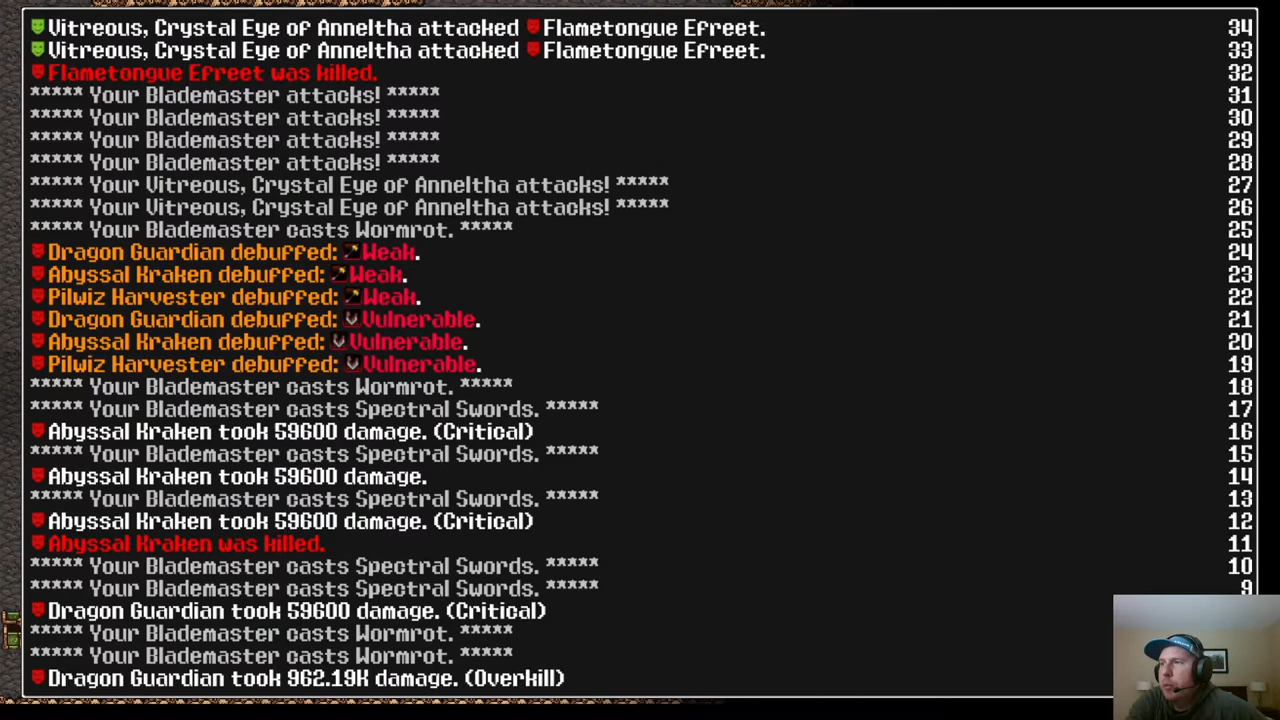 Vitreous, Crystal Eye of Anneltha attacked Flametongue Efreet. 34
Vitreous, Crystal Eye of Anneltha attacked Flametongue Efreet. 33
Flametongue Efreet was killed. 32
***** Your Blademaster attacks! ***** 31
***** Your Blademaster attacks! ***** 30
***** Your Blademaster attacks! ***** 29
***** Your Blademaster attacks! ***** 28
***** Your Vitreous, Crystal Eye of Anneltha attacks! ***** 27
***** Your Vitreous, Crystal Eye of Anneltha attacks! ***** 26
***** Your Blademaster casts Wormrot. ***** 25
Dragon Guardian debuffed: Weak. 24
Abyssal Kraken debuffed: Weak. 23
Pilwiz Harvester debuffed: Weak. 22
Dragon Guardian debuffed: Vulnerable. 21
Abyssal Kraken debuffed: Vulnerable. 20
Pilwiz Harvester debuffed: Vulnerable. 19
***** Your Blademaster casts Wormrot. ***** 18
***** Your Blademaster casts Spectral Swords. ***** 17
Abyssal Kraken took 59600 damage. (Critical) 16
***** Your Blademaster casts Spectral Swords. ***** 15
Abyssal Kraken took 59600 damage. 14
***** Your Blademaster casts Spectral Swords. ***** 13
Abyssal Kraken took 59600 damage. (Critical) 12
Abyssal Kraken was killed. 11
***** Your Blademaster casts Spectral Swords. ***** 10
***** Your Blademaster casts Spectral Swords. ***** 9
Dragon Guardian took 59600 damage. (Critical)
***** Your Blademaster casts Wormrot. *****
***** Your Blademaster casts Wormrot. *****
Dragon Guardian took 962.19K damage. (Overkill)